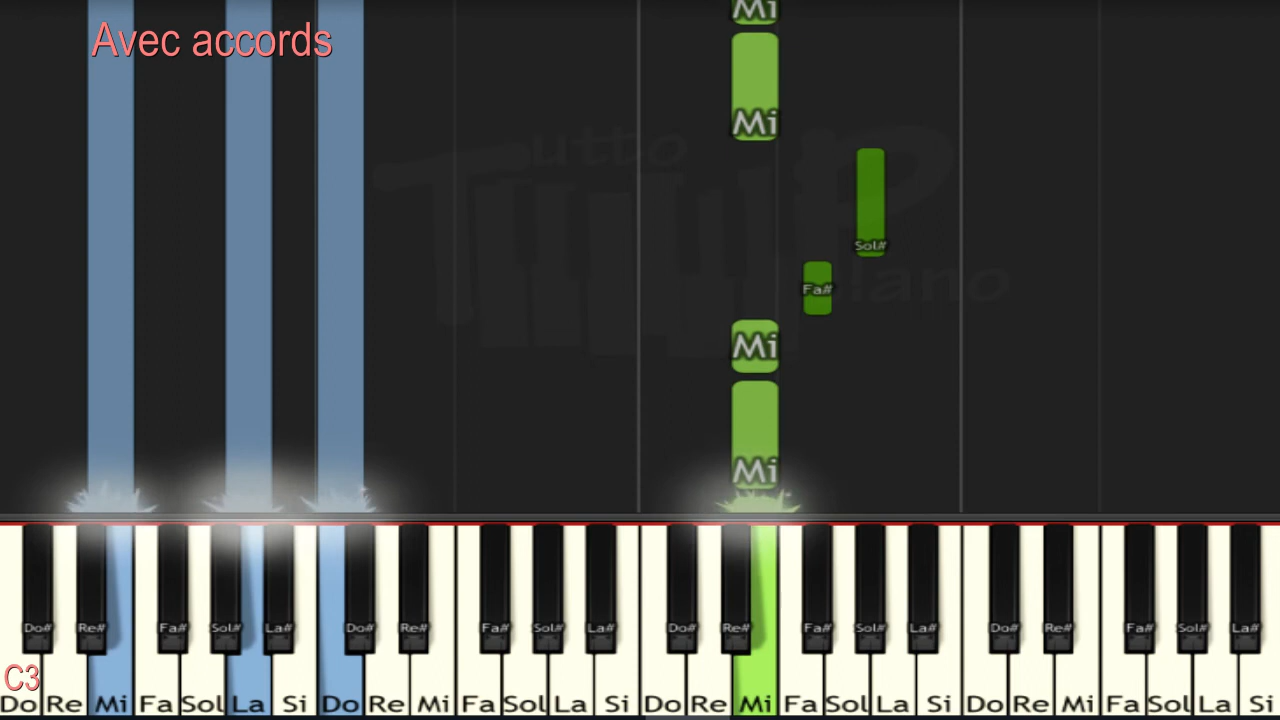 Mi
Avec accords
Mi
utto
Piano
Sol#
Fa#
Mi
Mi
Do# Re# Fa# Sol# La# Do# Re# Fa# Sol# La# Do# Re# Fa# Sol# La# Do# Re# Fa# Sol# La#
C3
Do Re Mi Fa Sol La Si Do Re Mi Fa Sol La Si Do Re Mi Fa Sol La Si Do Re Mi Fa Sol La Si